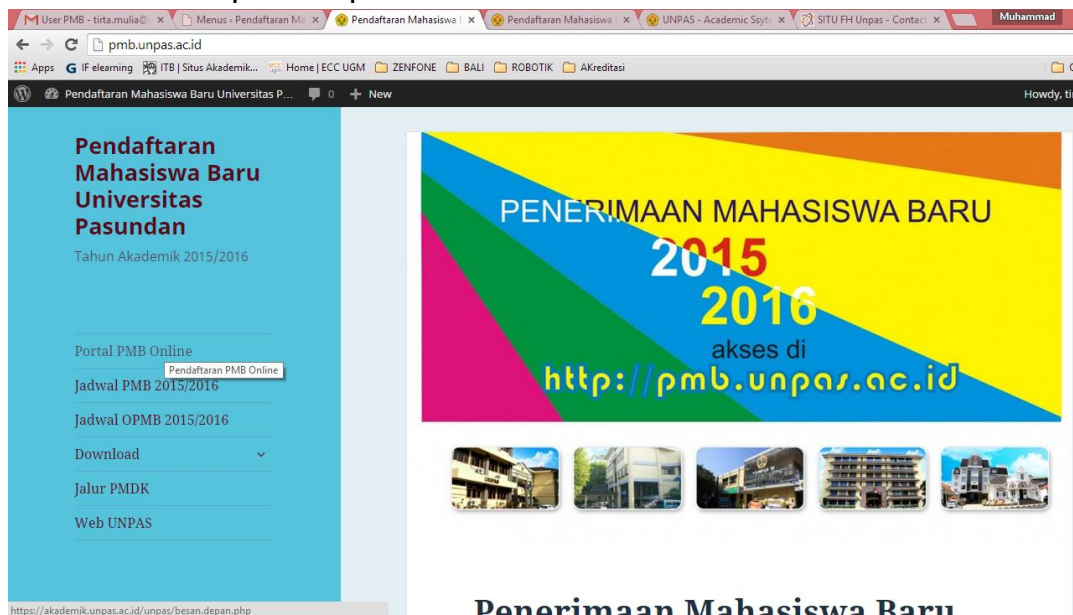 User PMB - tirta.mulia@
Menus ‹ Pendaftaran Ma
Pendaftaran Mahasiswa
Pendaftaran Mahasiswa
UNPAS - Academic Ssyte
SITU FH Unpas - Contact
Muhammad
pmb.unpas.ac.id
Apps
IF elearning
ITB | Situs Akademik...
Home | ECC UGM
ZENFONE
BALI
ROBOTIK
AKreditasi
Pendaftaran Mahasiswa Baru Universitas P...
0
New
Howdy, ti
Pendaftaran
Mahasiswa Baru
Universitas
Pasundan
Tahun Akademik 2015/2016
Portal PMB Online
Pendaftaran PMB Online
Jadwal PMB 2015/2016
Jadwal OPMB 2015/2016
Download
Jalur PMDK
Web UNPAS
https://akademik.unpas.ac.id/unpas/besan.depan.php
PENERIMAAN MAHASISWA BARU
2015
2016
akses di
http://pmb.unpas.ac.id
Penerimaan Mahasiswa Baru